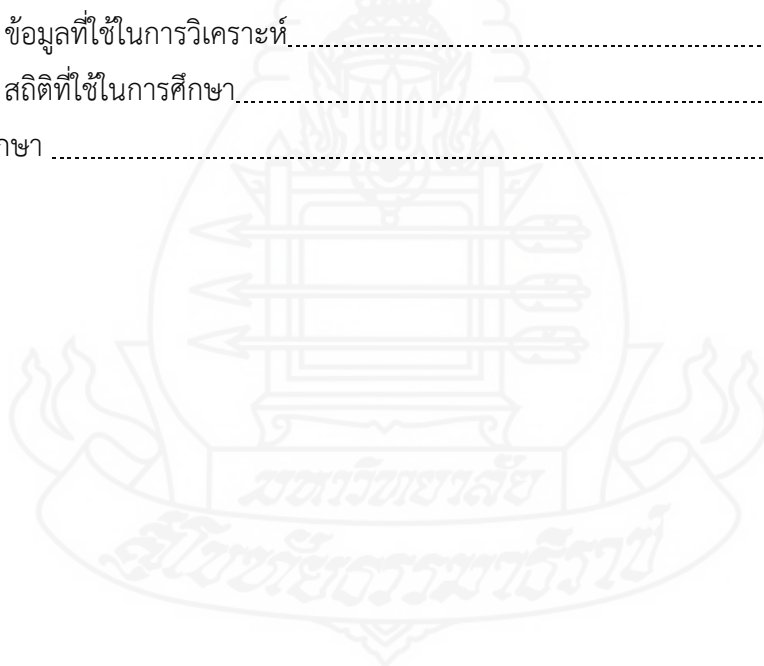 ข้อมูลที่ใช้ในการวิเคราะห์
สถิติที่ใช้ในการศึกษา
กษา
มหาวิทยาลัย
สุโขทัยธรรมาธิราช